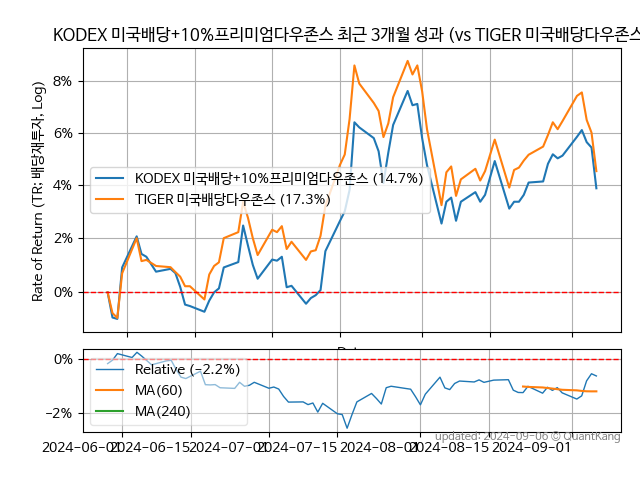 KODEX 미국배당+10%프리미엄다우존스 최근 3개월 성과 (vs TIGER 미국배당다우존스
Rate of Return (TR: 배당재투자, Log)
8%
6%
4%
2%
0%
KODEX 미국배당+10%프리미엄다우존스 (14.7%)
TIGER 미국배당다우존스 (17.3%)
0%
−2%
Relative (−2.2%)
MA(60)
MA(240)
2024−06−01
2024−06−15
2024−07−01
2024−07−15
2024−08−01
2024−08−15
2024−09−01
updated: 2024−09−06 © QuantKang